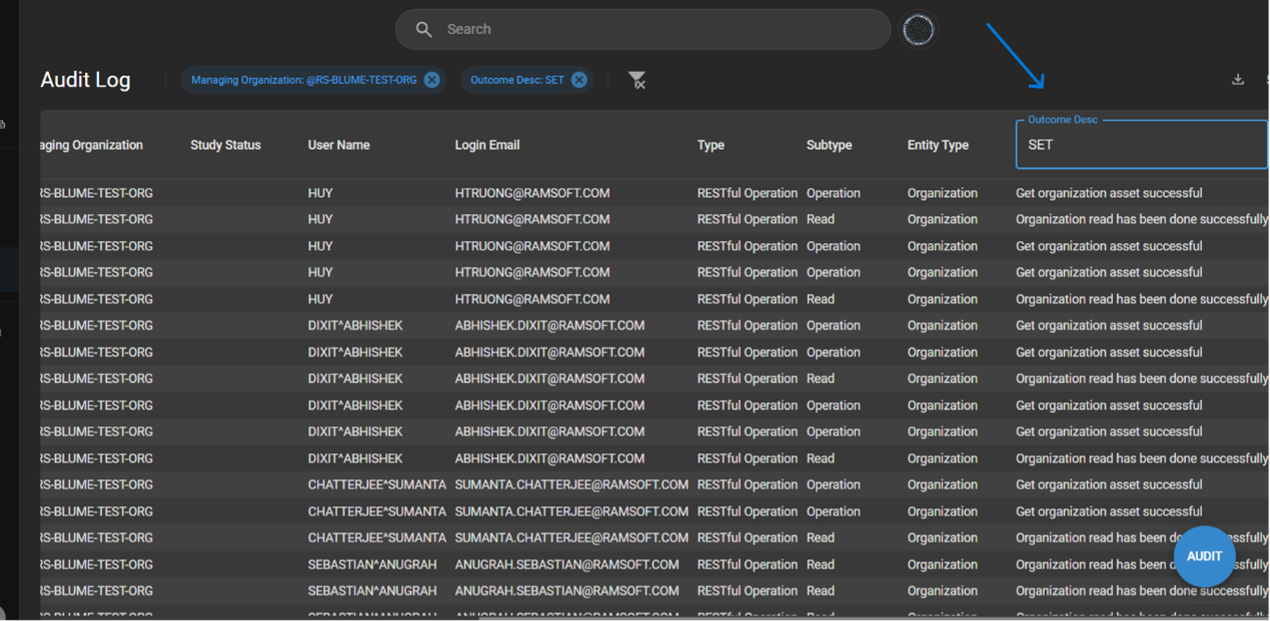 Search
Audit Log Managing Organization: @RS-BLUME-TEST-ORG Outcome Desc: SET
Outcome Desc
aging Organization Study Status User Name Login Email Type Subtype Entity Type SET
RS-BLUME-TEST-ORG HUY HTRUONG@RAMSOFT.COM RESTful Operation Operation Organization Get organization asset successful
RS-BLUME-TEST-ORG HUY HTRUONG@RAMSOFT.COM RESTful Operation Read Organization Organization read has been done successfully
RS-BLUME-TEST-ORG HUY HTRUONG@RAMSOFT.COM RESTful Operation Operation Organization Get organization asset successful
RS-BLUME-TEST-ORG HUY HTRUONG@RAMSOFT.COM RESTful Operation Operation Organization Get organization asset successful
RS-BLUME-TEST-ORG HUY HTRUONG@RAMSOFT.COM RESTful Operation Read Organization Organization read has been done successfully
RS-BLUME-TEST-ORG DIXIT^ABHISHEK ABHISHEK.DIXIT@RAMSOFT.COM RESTful Operation Operation Organization Get organization asset successful
RS-BLUME-TEST-ORG DIXIT^ABHISHEK ABHISHEK.DIXIT@RAMSOFT.COM RESTful Operation Operation Organization Get organization asset successful
RS-BLUME-TEST-ORG DIXIT^ABHISHEK ABHISHEK.DIXIT@RAMSOFT.COM RESTful Operation Read Organization Organization read has been done successfully
RS-BLUME-TEST-ORG DIXIT^ABHISHEK ABHISHEK.DIXIT@RAMSOFT.COM RESTful Operation Operation Organization Get organization asset successful
RS-BLUME-TEST-ORG DIXIT^ABHISHEK ABHISHEK.DIXIT@RAMSOFT.COM RESTful Operation Operation Organization Get organization asset successful
RS-BLUME-TEST-ORG DIXIT^ABHISHEK ABHISHEK.DIXIT@RAMSOFT.COM RESTful Operation Read Organization Organization read has been done successfully
RS-BLUME-TEST-ORG CHATTERJEE^SUMANTA SUMANTA.CHATTERJEE@RAMSOFT.COM RESTful Operation Operation Organization Get organization asset successful
RS-BLUME-TEST-ORG CHATTERJEE^SUMANTA SUMANTA.CHATTERJEE@RAMSOFT.COM RESTful Operation Operation Organization Get organization asset successful
RS-BLUME-TEST-ORG CHATTERJEE^SUMANTA SUMANTA.CHATTERJEE@RAMSOFT.COM RESTful Operation Read Organization Organization read has been do ssfully
AUDIT
RS-BLUME-TEST-ORG SEBASTIAN^ANUGRAH ANUGRAH.SEBASTIAN@RAMSOFT.COM RESTful Operation Read Organization Organization read has been ssfully
RS-BLUME-TEST-ORG SEBASTIAN^ANUGRAH ANUGRAH.SEBASTIAN@RAMSOFT.COM RESTful Operation Read Organization Organization read has been done successfully